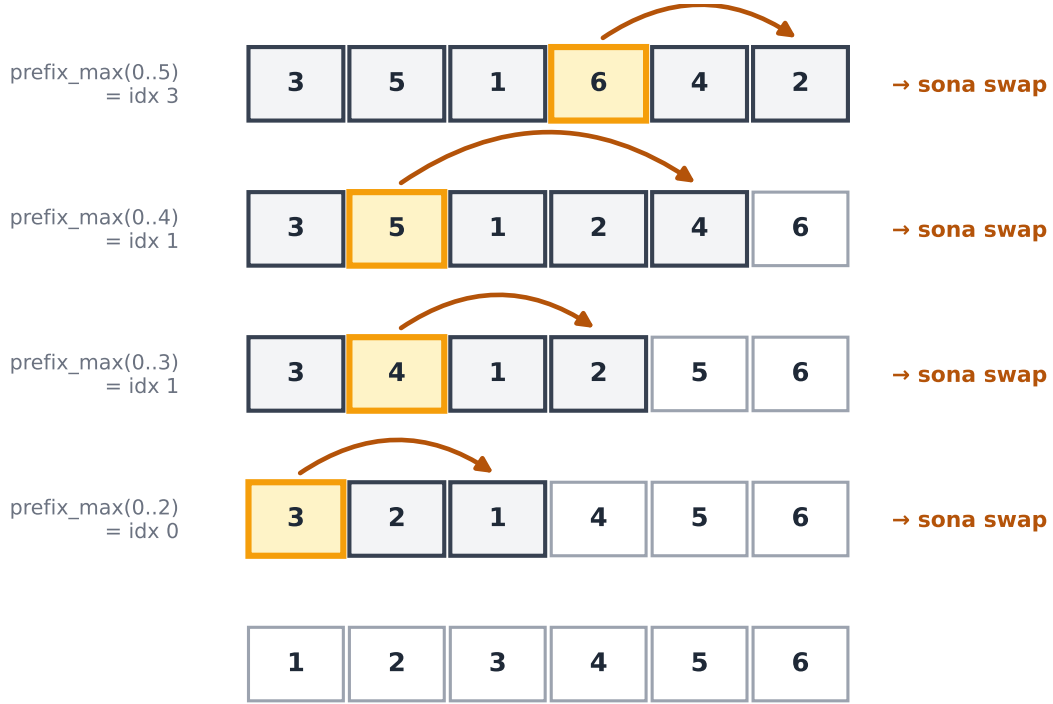 prefix_max(0..5)
= idx 3
3 5 1 6 4 2
→ sona swap
prefix_max(0..4)
= idx 1
3 5 1 2 4 6
→ sona swap
prefix_max(0..3)
= idx 1
3 4 1 2 5 6
→ sona swap
prefix_max(0..2)
= idx 0
3 2 1 4 5 6
→ sona swap
1 2 3 4 5 6